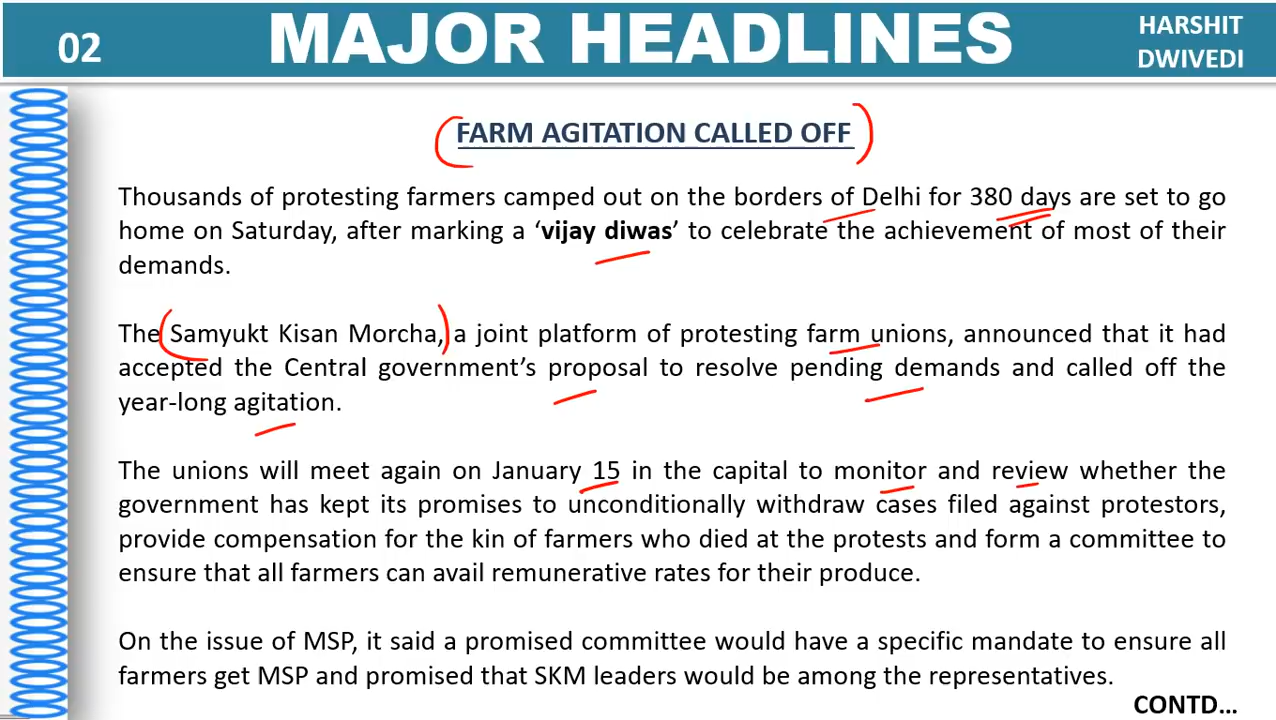 02
MAJOR HEADLINES
HARSHIT
DWIVEDI
FARM AGITATION CALLED OFF
Thousands of protesting farmers camped out on the borders of Delhi for 380 days are set to go
home on Saturday, after marking a ‘vijay diwas’ to celebrate the achievement of most of their
demands.
The Samyukt Kisan Morcha, a joint platform of protesting farm unions, announced that it had
accepted the Central government’s proposal to resolve pending demands and called off the
year-long agitation.
The unions will meet again on January 15 in the capital to monitor and review whether the
government has kept its promises to unconditionally withdraw cases filed against protestors,
provide compensation for the kin of farmers who died at the protests and form a committee to
ensure that all farmers can avail remunerative rates for their produce.
On the issue of MSP, it said a promised committee would have a specific mandate to ensure all
farmers get MSP and promised that SKM leaders would be among the representatives.
CONTD...